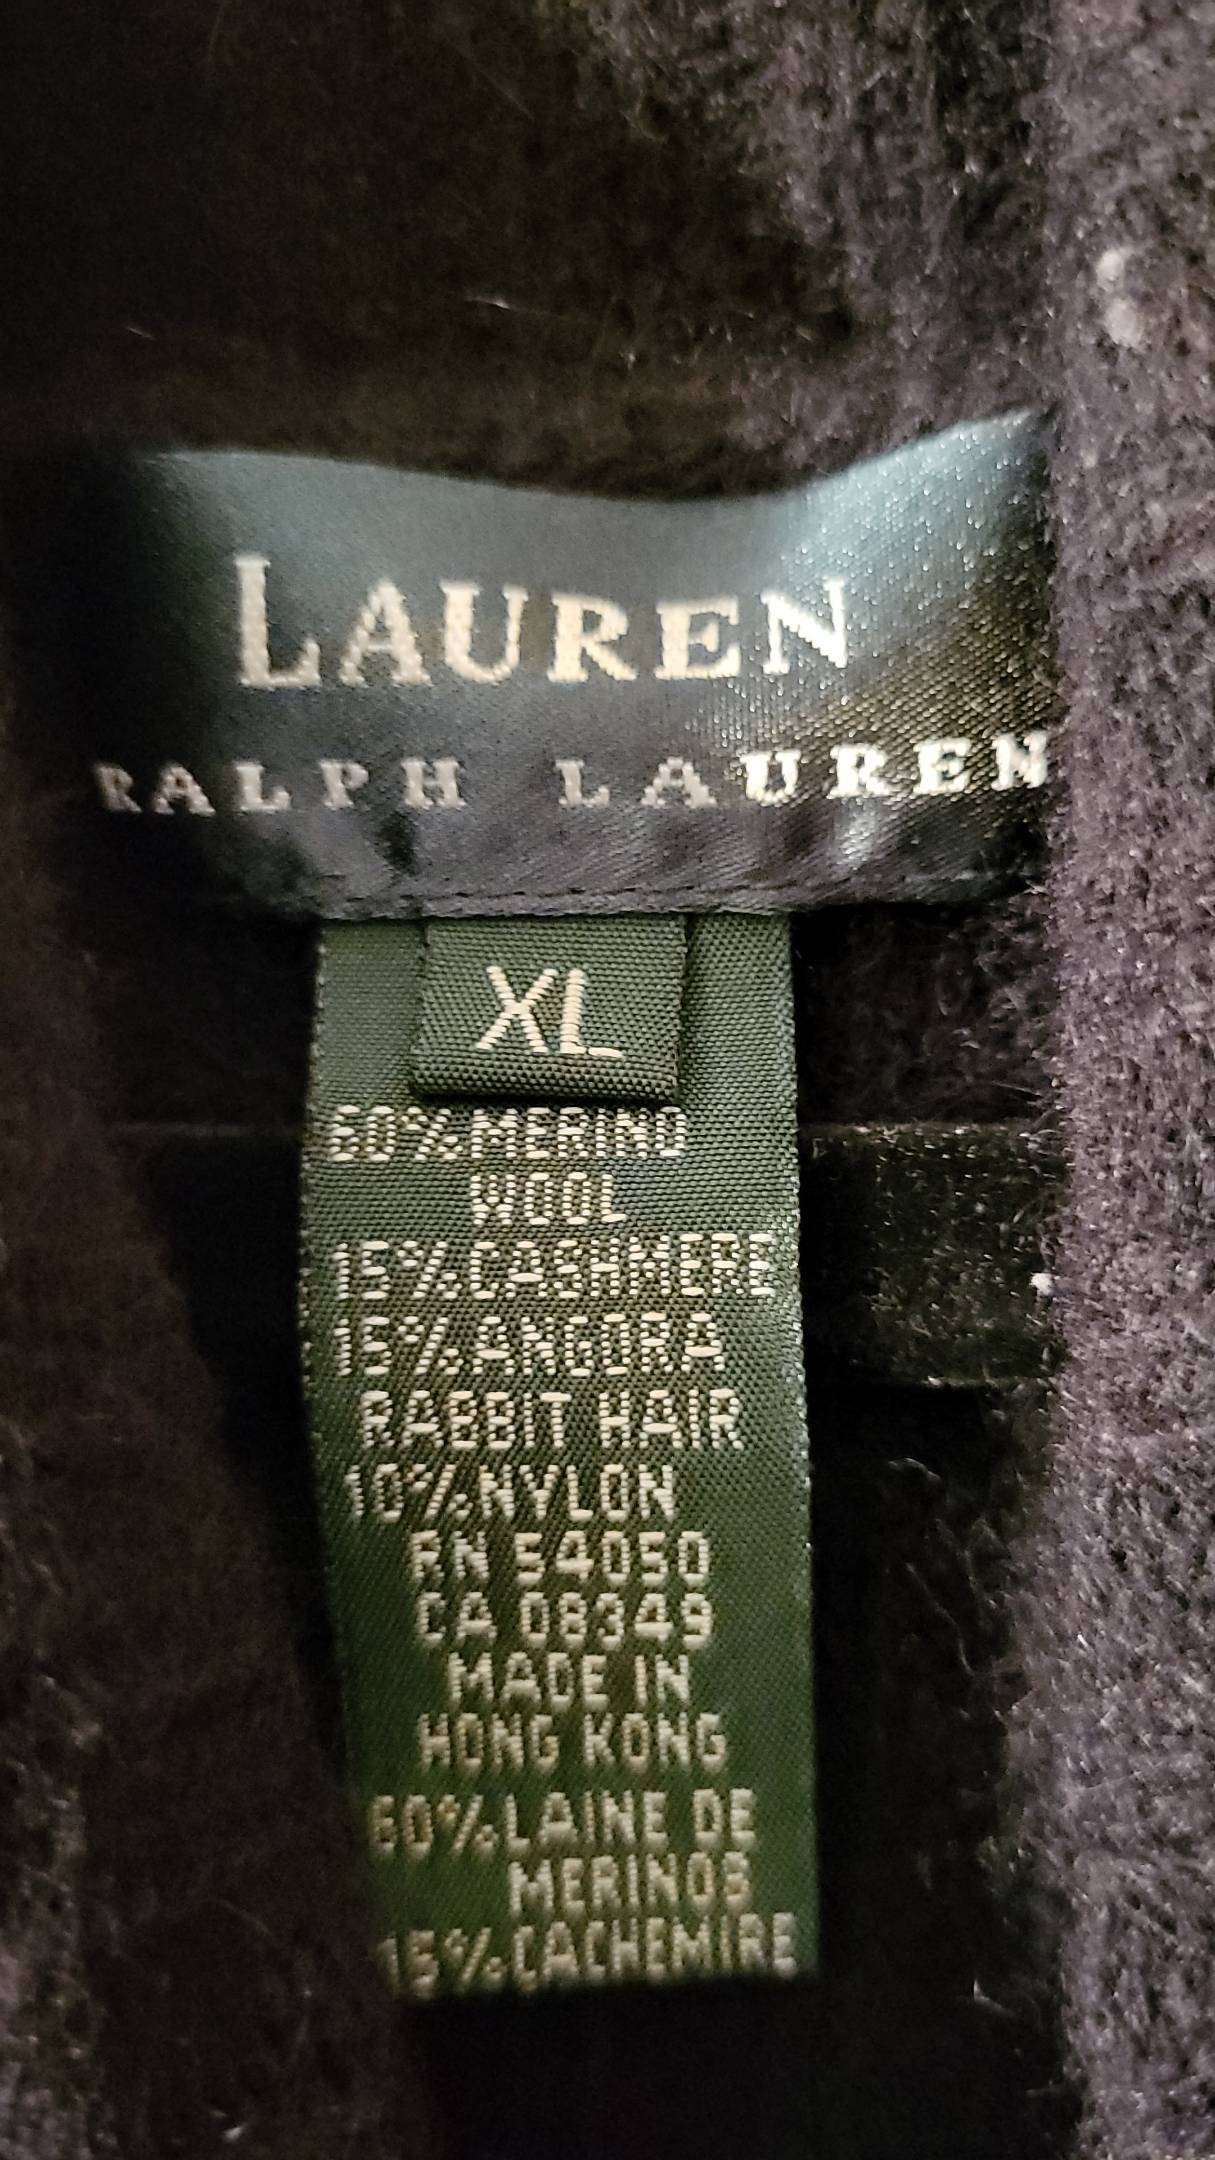 LAUREN
RALPH LAUREN
XL
60% MERINO
WOOL
15% CASHMERE
15% ANGORA
RABBIT HAIR
10% NYLON
RN 54050
CA 08349
MADE IN
HONG KONG
60% LAINE DE
MERINOS
15% CACHEMIRE